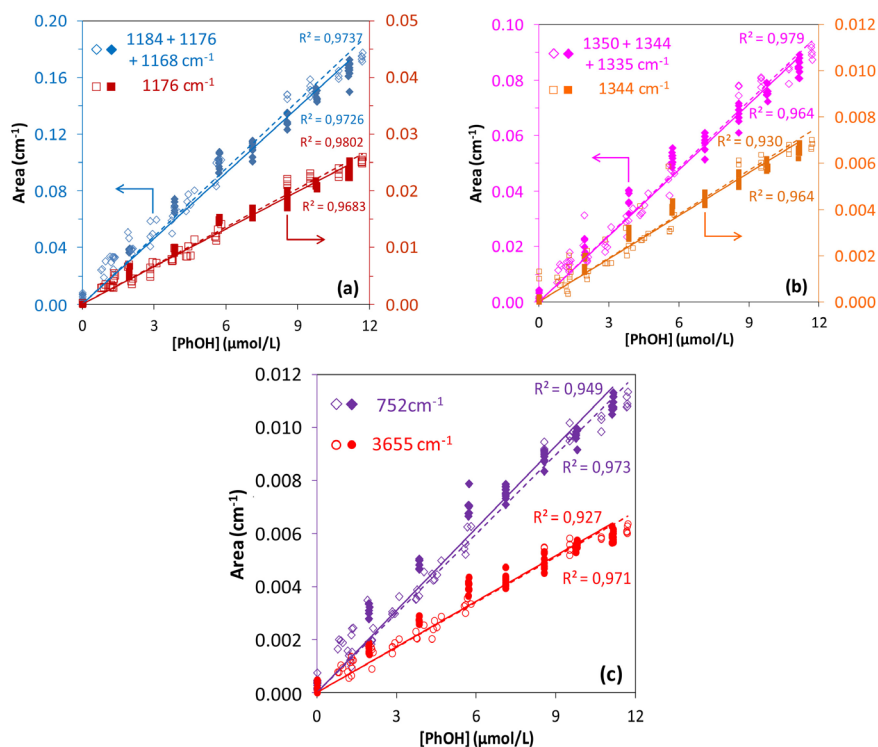 0.20
0.16
0.12
0.08
0.04
0.00
Area (cm⁻¹)
1184 + 1176
+ 1168 cm⁻¹
1176 cm⁻¹
R² = 0,9737
R² = 0,9726
R² = 0,9802
R² = 0,9683
(a)
0.05
0.04
0.03
0.02
0.01
0.00
0 3 6 9 12
[PhOH] (µmol/L)
0.10
0.08
0.06
0.04
0.02
0.00
Area (cm⁻¹)
1350 + 1344
+ 1335 cm⁻¹
1344 cm⁻¹
R² = 0,979
R² = 0,964
R² = 0,930
R² = 0,964
(b)
0.012
0.010
0.008
0.006
0.004
0.002
0.000
0 3 6 9 12
[PhOH] (µmol/L)
0.012
0.010
0.008
0.006
0.004
0.002
0.000
Area (cm⁻¹)
752cm⁻¹
3655 cm⁻¹
R² = 0,949
R² = 0,973
R² = 0,927
R² = 0,971
(c)
0 3 6 9 12
[PhOH] (µmol/L)